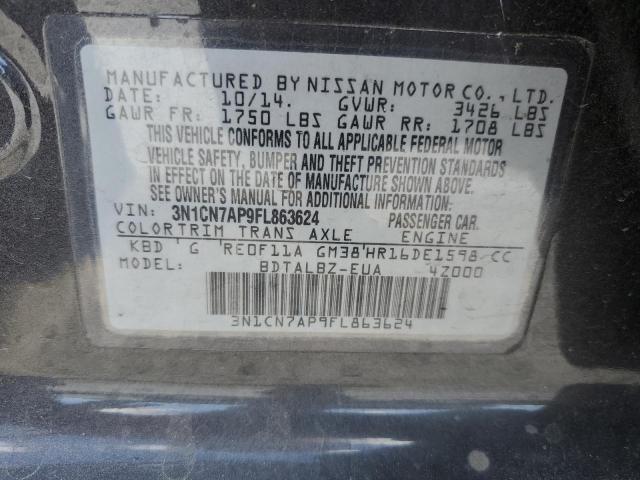 MANUFACTURED BY NISSAN MOTOR CO., LTD.
DATE: 10/14. GVWR: 3426 LBS
GAWR FR: 1750 LBS GAWR RR: 1708 LBS
THIS VEHICLE CONFORMS TO ALL APPLICABLE FEDERAL MOTOR
VEHICLE SAFETY, BUMPER AND THEFT PREVENTION STANDARDS
IN EFFECT ON THE DATE OF MANUFACTURE SHOWN ABOVE.
SEE OWNER'S MANUAL FOR ADDITIONAL INFORMATION.
VIN: 3N1CN7AP9FL863624 PASSENGER CAR.
COLOR TRIM TRANS AXLE ENGINE
KBD G RE0F11A GM38 HR16DE1598 CC
MODEL: BDTALBZ-EUA 4Z000
3N1CN7AP9FL863624